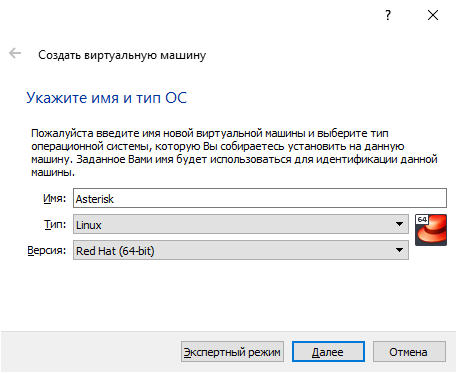 ?
Создать виртуальную машину
Укажите имя и тип ОС
Пожалуйста введите имя новой виртуальной машины и выберите тип
операционной системы, которую Вы собираетесь установить на данную
машину. Заданное Вами имя будет использоваться для идентификации данной
машины.
Имя: Asterisk
Тип: Linux
64
Версия: Red Hat (64-bit)
Экспертный режим Далее Отмена